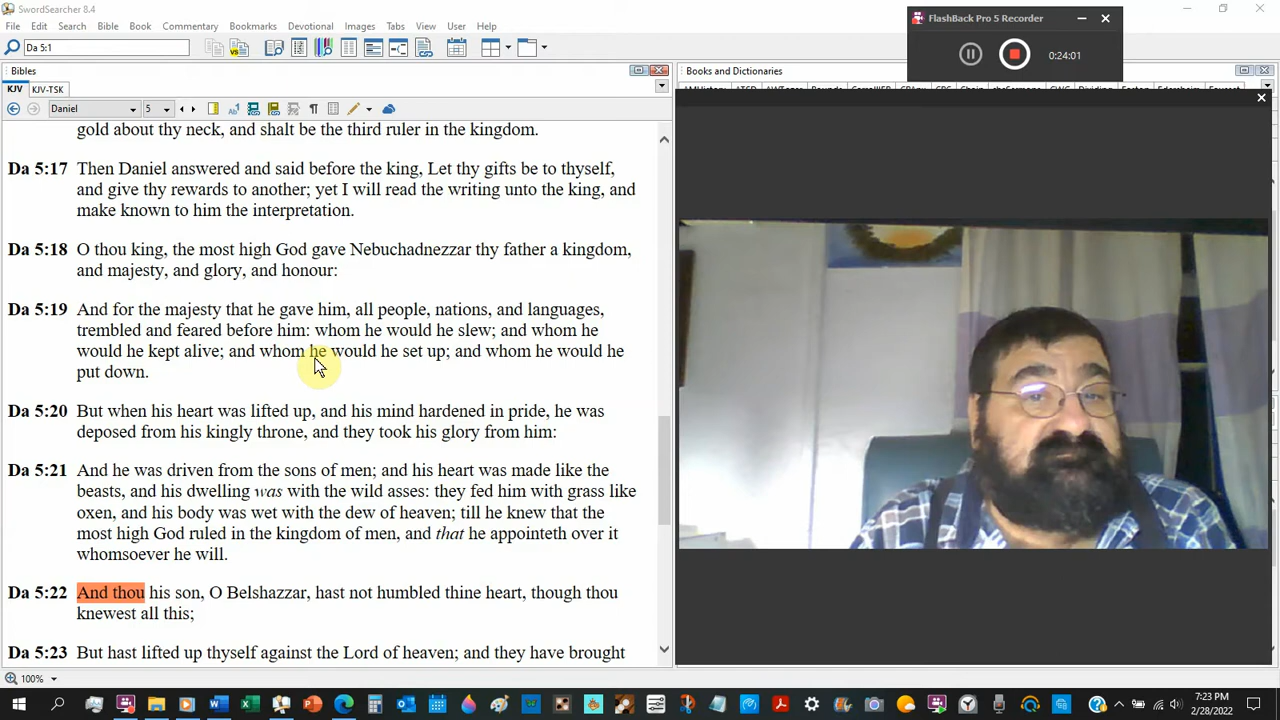 SwordSearcher 8.4
File Edit Search Book Commentary Bookmarks Devotional Images Tabs View User Help
Da 5:1
Bibles
KJV KJV-TSK
Daniel 5
gold about thy neck, and shalt be the third ruler in the kingdom.
Da 5:17 Then Daniel answered and said before the king, Let thy gifts be to thyself,
and give thy rewards to another; yet I will read the writing unto the king, and
make known to him the interpretation.
Da 5:18 O thou king, the most high God gave Nebuchadnezzar thy father a kingdom,
and majesty, and glory, and honour:
Da 5:19 And for the majesty that he gave him, all people, nations, and languages,
trembled and feared before him: whom he would he slew; and whom he
would he kept alive; and whom he would he set up; and whom he would he
put down.
Da 5:20 But when his heart was lifted up, and his mind hardened in pride, he was
deposed from his kingly throne, and they took his glory from him:
Da 5:21 And he was driven from the sons of men; and his heart was made like the
beasts, and his dwelling was with the wild asses: they fed him with grass like
oxen, and his body was wet with the dew of heaven; till he knew that the
most high God ruled in the kingdom of men, and that he appointeth over it
whomsoever he will.
Da 5:22 And thou his son, O Belshazzar, hast not humbled thine heart, though thou
knewest all this;
Da 5:23 But hast lifted up thyself against the Lord of heaven; and they have brought
100%
FlashBack Pro 5 Recorder
0:24:01
Books and Dictionaries
7:23 PM
2/28/2022